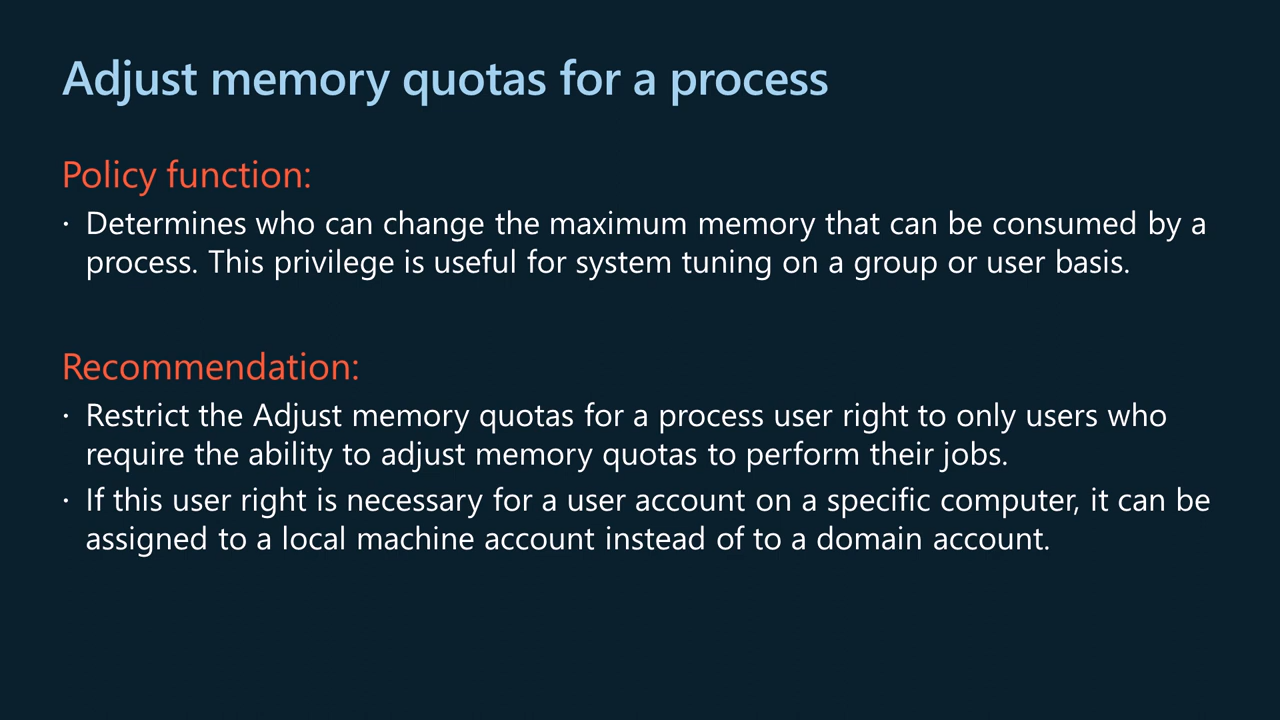 Adjust memory quotas for a process
Policy function:
· Determines who can change the maximum memory that can be consumed by a
process. This privilege is useful for system tuning on a group or user basis.
Recommendation:
· Restrict the Adjust memory quotas for a process user right to only users who
require the ability to adjust memory quotas to perform their jobs.
· If this user right is necessary for a user account on a specific computer, it can be
assigned to a local machine account instead of to a domain account.